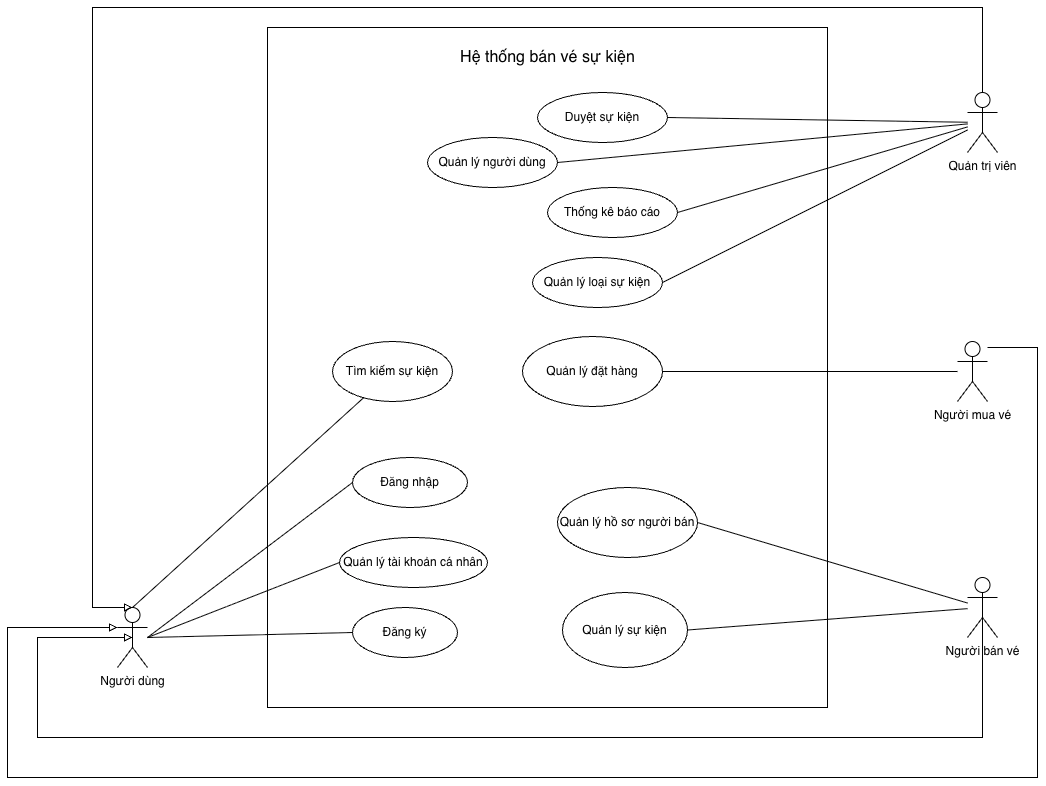 Hệ thống bán vé sự kiện
Duyệt sự kiện
Quản lý người dùng
Quản trị viên
Thống kê báo cáo
Quản lý loại sự kiện
Tìm kiếm sự kiện
Quản lý đặt hàng
Người mua vé
Đăng nhập
Quản lý hồ sơ người bán
Quản lý tài khoản cá nhân
Đăng ký
Quản lý sự kiện
Người bán vé
Người dùng